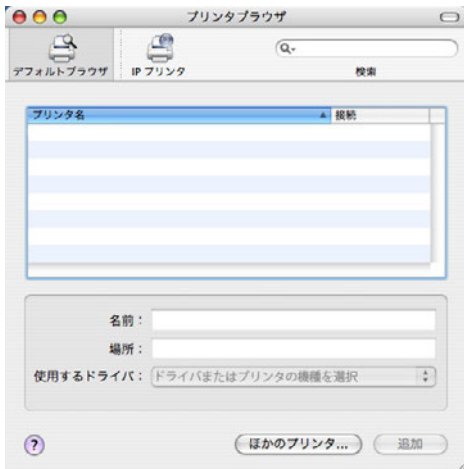 プリンタブラウザ
デフォルトブラウザ IP プリンタ 検索
プリンタ名 接続
名前：
場所：
使用するドライバ： ドライバまたはプリンタの機種を選択
? ほかのプリンタ... 追加